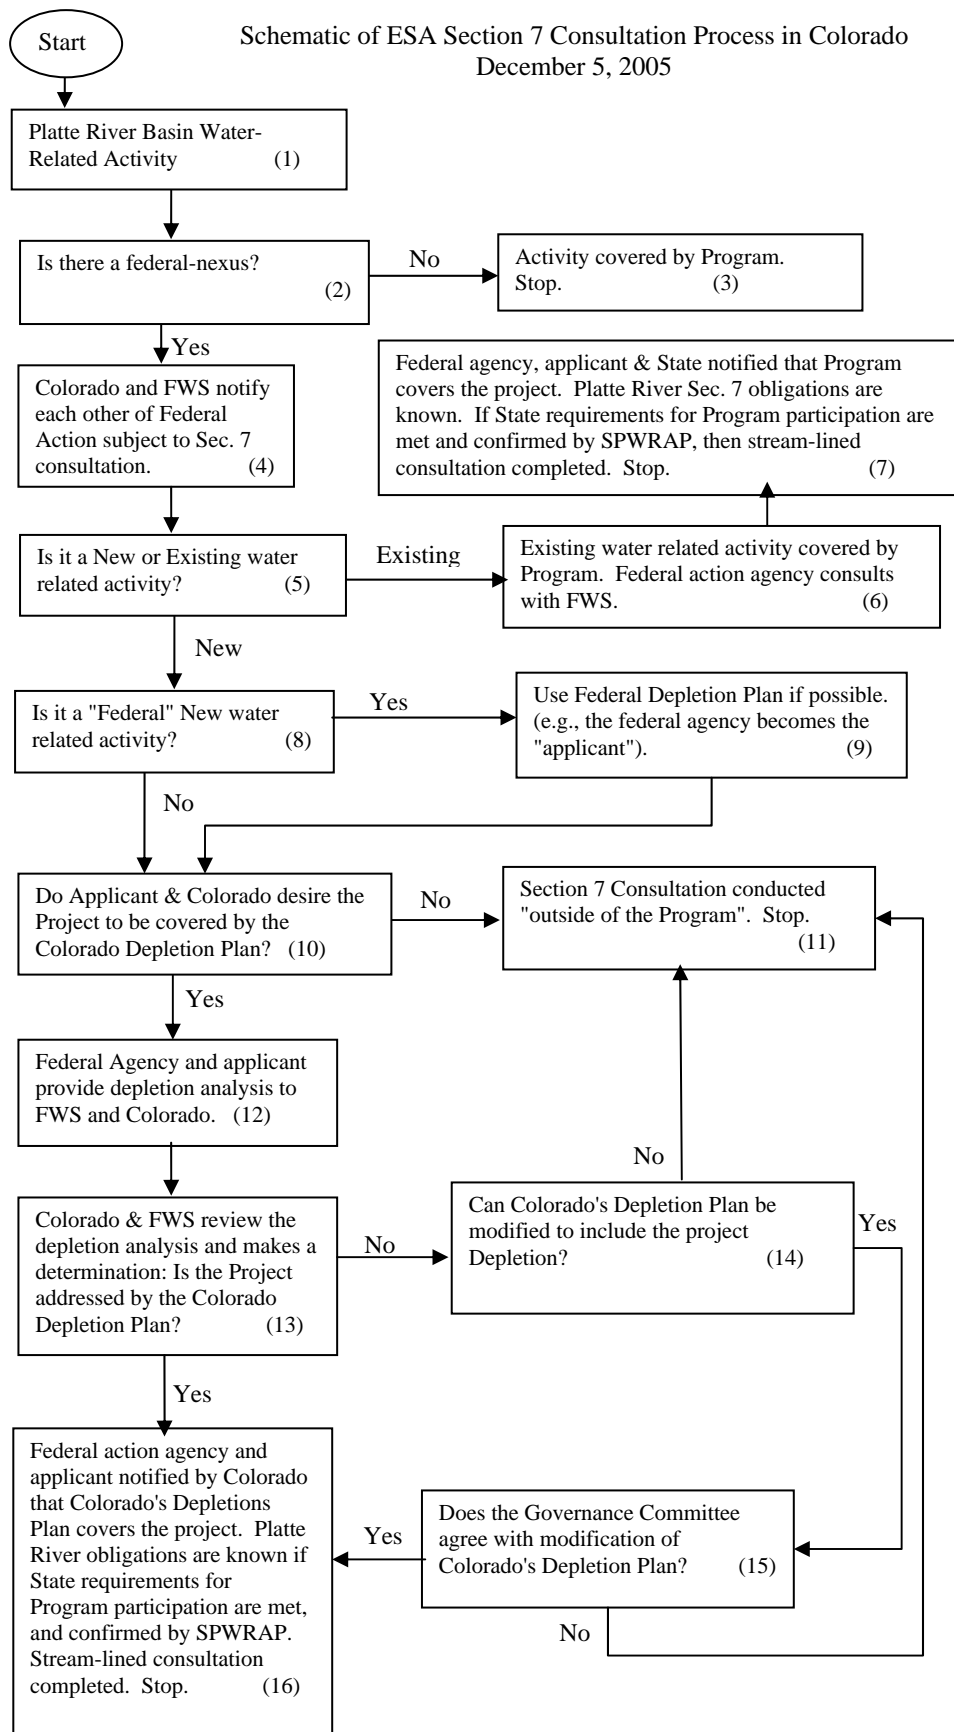 Start
Schematic of ESA Section 7 Consultation Process in Colorado
December 5, 2005
Platte River Basin Water-
Related Activity (1)
Is there a federal-nexus?
(2)
No
Activity covered by Program.
Stop. (3)
Yes
Colorado and FWS notify
each other of Federal
Action subject to Sec. 7
consultation. (4)
Federal agency, applicant & State notified that Program
covers the project. Platte River Sec. 7 obligations are
known. If State requirements for Program participation are
met and confirmed by SPWRAP, then stream-lined
consultation completed. Stop. (7)
Is it a New or Existing water
related activity? (5)
Existing
Existing water related activity covered by
Program. Federal action agency consults
with FWS. (6)
New
Is it a "Federal" New water
related activity? (8)
Yes
Use Federal Depletion Plan if possible.
(e.g., the federal agency becomes the
"applicant"). (9)
No
Do Applicant & Colorado desire the
Project to be covered by the
Colorado Depletion Plan? (10)
No
Section 7 Consultation conducted
"outside of the Program". Stop.
(11)
Yes
Federal Agency and applicant
provide depletion analysis to
FWS and Colorado. (12)
No
Colorado & FWS review the
depletion analysis and makes a
determination: Is the Project
addressed by the Colorado
Depletion Plan? (13)
No
Can Colorado's Depletion Plan be
modified to include the project
Depletion? (14)
Yes
Yes
Federal action agency and
applicant notified by Colorado
that Colorado's Depletions
Plan covers the project. Platte
River obligations are known if
State requirements for
Program participation are met,
and confirmed by SPWRAP.
Stream-lined consultation
completed. Stop. (16)
Yes
Does the Governance Committee
agree with modification of
Colorado's Depletion Plan? (15)
No